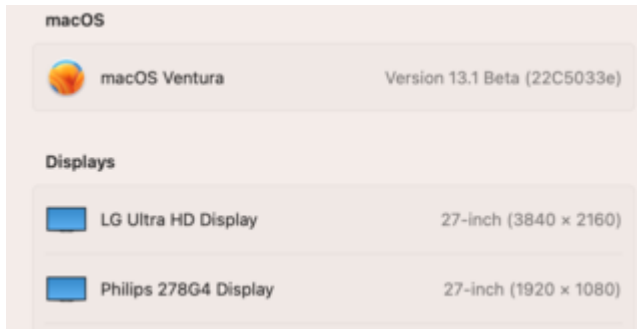 macOS
macOS Ventura Version 13.1 Beta (22C5033e)
Displays
LG Ultra HD Display 27-inch (3840 × 2160)
Philips 278G4 Display 27-inch (1920 × 1080)